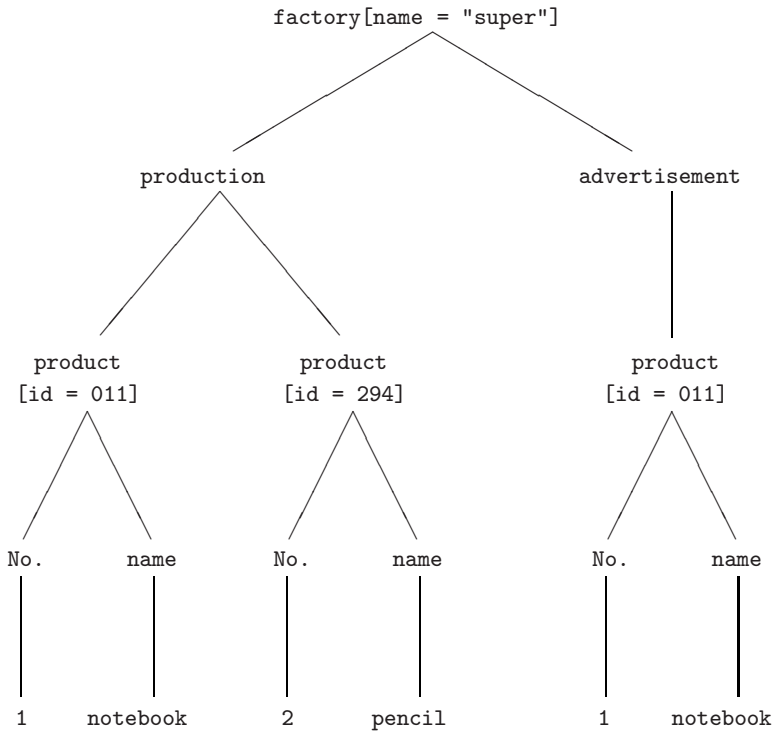 factory[name = "super"]
production advertisement
product product product
[id = 011] [id = 294] [id = 011]
No. name No. name No. name
1 notebook 2 pencil 1 notebook